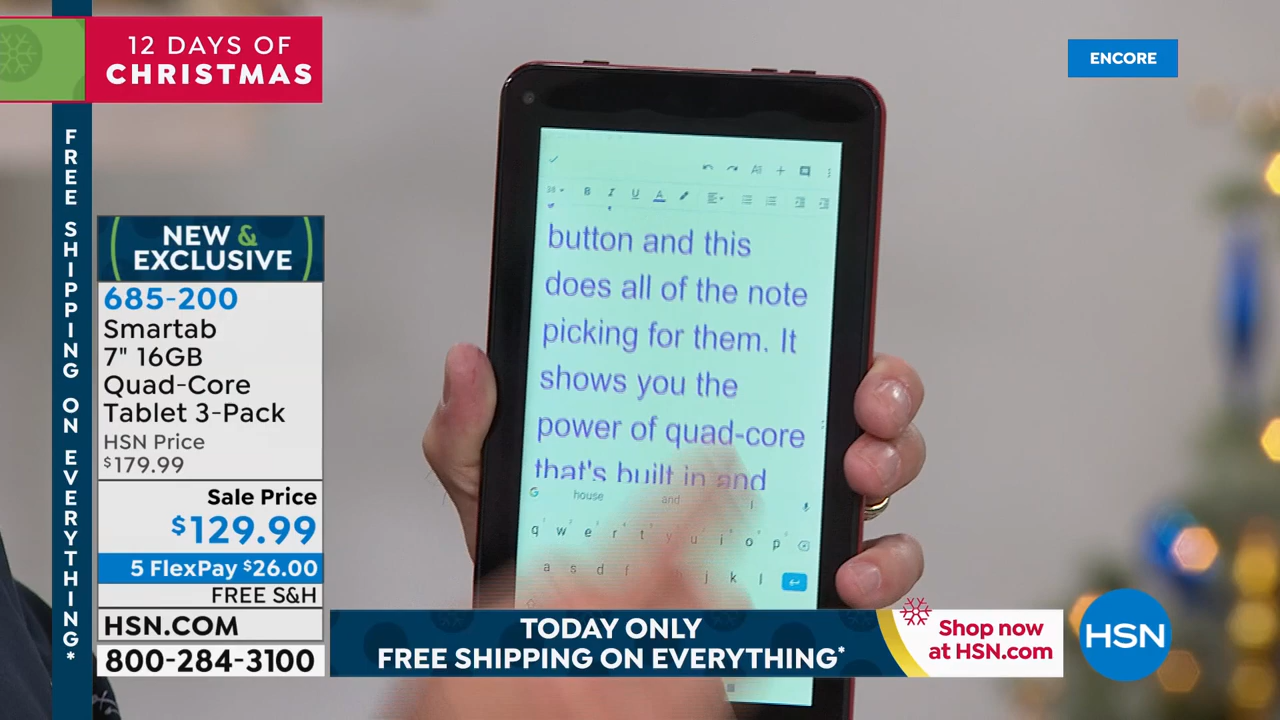 12 DAYS OF
CHRISTMAS
ENCORE
FREE SHIPPING ON EVERYTHING*
NEW &
EXCLUSIVE
685-200
Smartab
7" 16GB
Quad-Core
Tablet 3-Pack
HSN Price
$179.99
Sale Price
$129.99
5 FlexPay $26.00
FREE S&H
HSN.COM
800-284-3100
B I U A
button and this
does all of the note
picking for them. It
shows you the
power of quad-core
that's built in and
G house and I
q w e r t y u i o p
a s d f j k l
TODAY ONLY
FREE SHIPPING ON EVERYTHING*
Shop now
at HSN.com
HSN